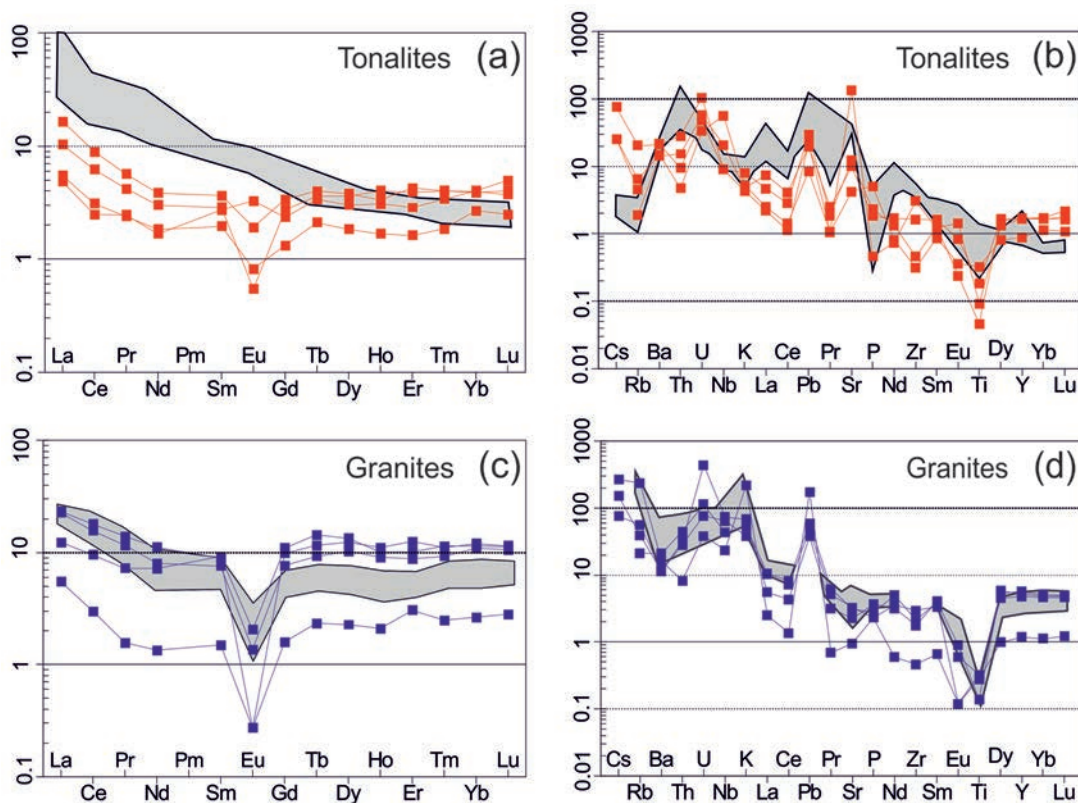 Tonalites (a)
100
10
1
0.1
La Pr Pm Eu Tb Ho Tm Lu
Ce Nd Sm Gd Dy Er Yb
Tonalites (b)
1000
100
10
1
0.1
0.01
Cs Ba U K Ce Pr P Zr Eu Dy Yb
Rb Th Nb La Pb Sr Nd Sm Ti Y Lu
Granites (c)
100
10
1
0.1
La Pr Pm Eu Tb Ho Tm Lu
Ce Nd Sm Gd Dy Er Yb
Granites (d)
1000
100
10
1
0.1
0.01
Cs Ba U K Ce Pr P Zr Eu Dy Yb
Rb Th Nb La Pb Sr Nd Sm Ti Y Lu